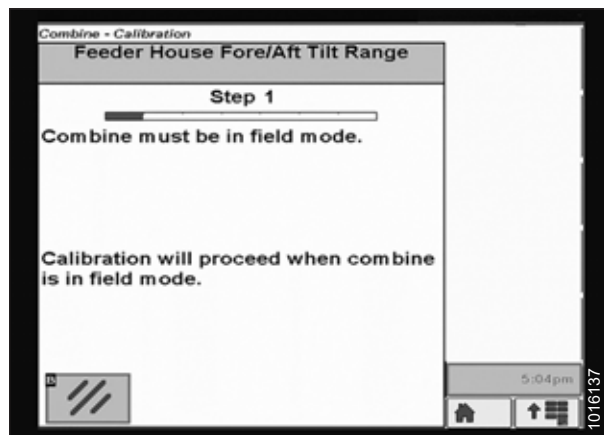 Combine - Calibration
Feeder House Fore/Aft Tilt Range
Step 1
Combine must be in field mode.
Calibration will proceed when combine
is in field mode.
5:04pm
1016137